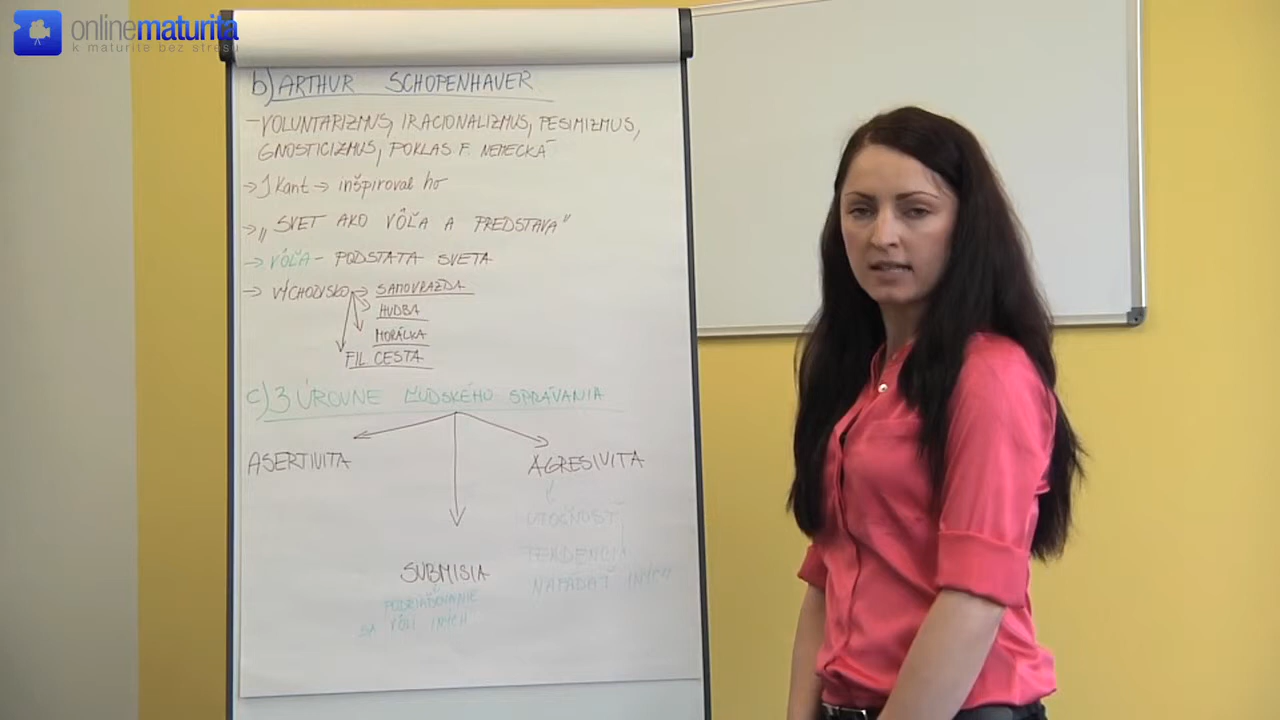 onlinematurita
k maturite bez stresu
b) ARTHUR SCHOPENHAUER
- VOLUNTARIZMUS, IRACIONALIZMUS, PESIMIZMUS,
GNOSTICIZMUS, POKLAS. F. NEMECKÁ
→ I Kant → inšpiroval ho
→ „SVET AKO VÔĽA A PREDSTAVA"
→ VÔĽA - PODSTATA SVETA
→ VÝCHODISKO → SAMOVRAŽDA
HUDBA
MORÁLKA
FIL. CESTA
c) 3 ÚROVNE ĽUDSKÉHO SPRÁVANIA
ASERTIVITA
AGRESIVITA
ÚTOČNOSŤ,
TENDENCIA
NAPÁDAŤ INÝCH
SUBMISIA
PODRIAĎOVANIE
SA VÔLI INÝCH